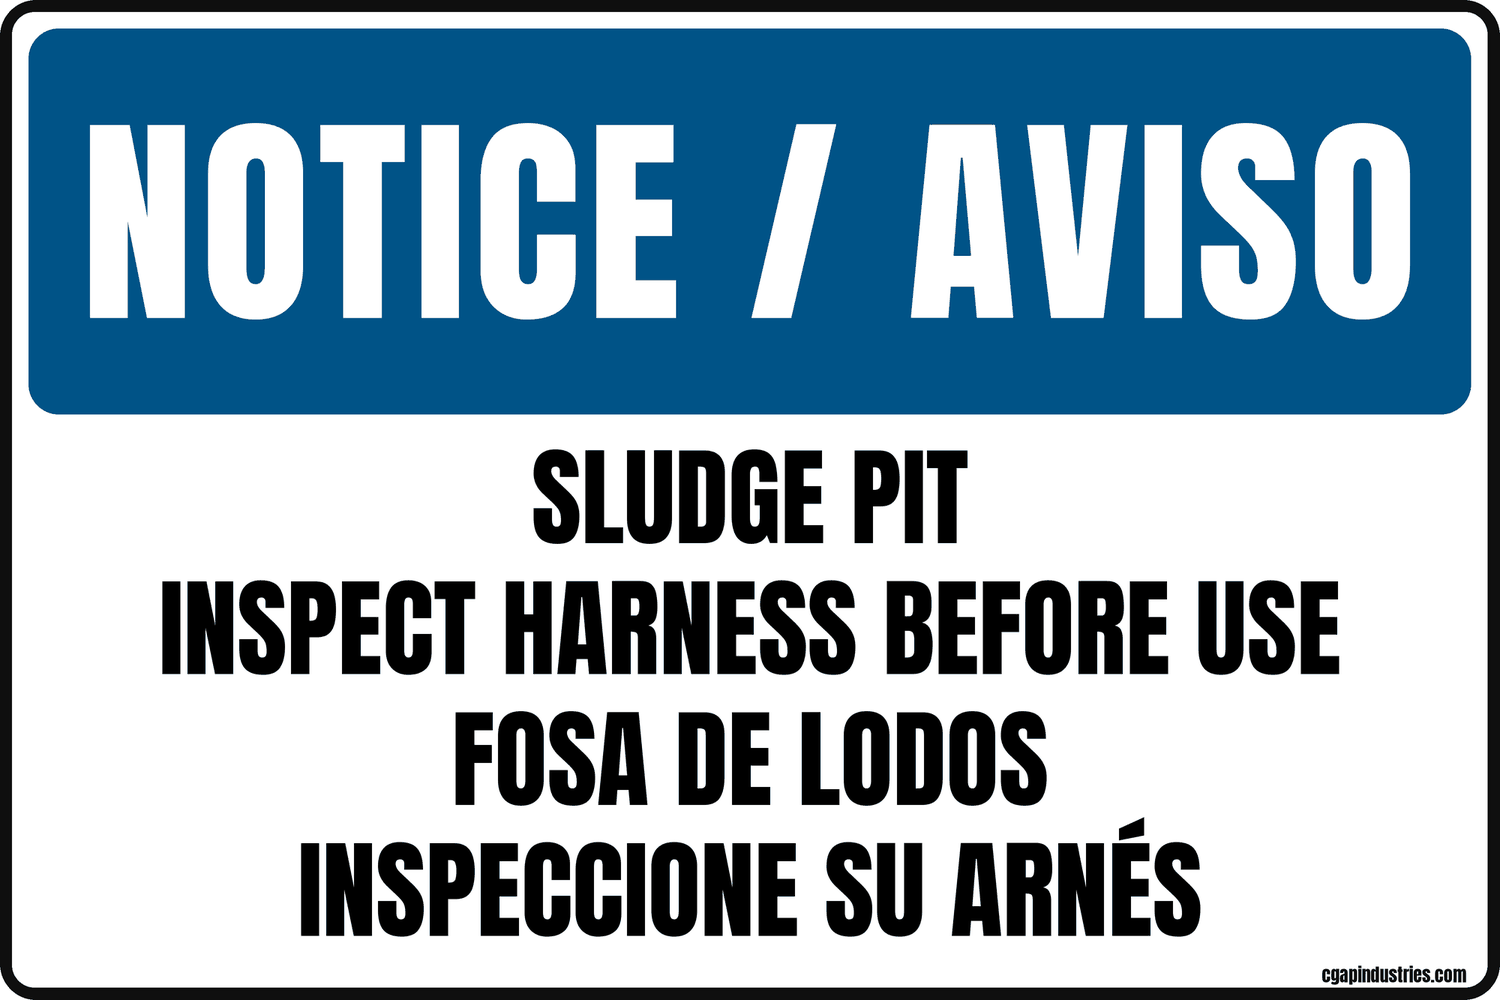 NOTICE / AVISO
SLUDGE PIT
INSPECT HARNESS BEFORE USE
FOSA DE LODOS
INSPECCIONE SU ARNÉS
cgapindustries.com